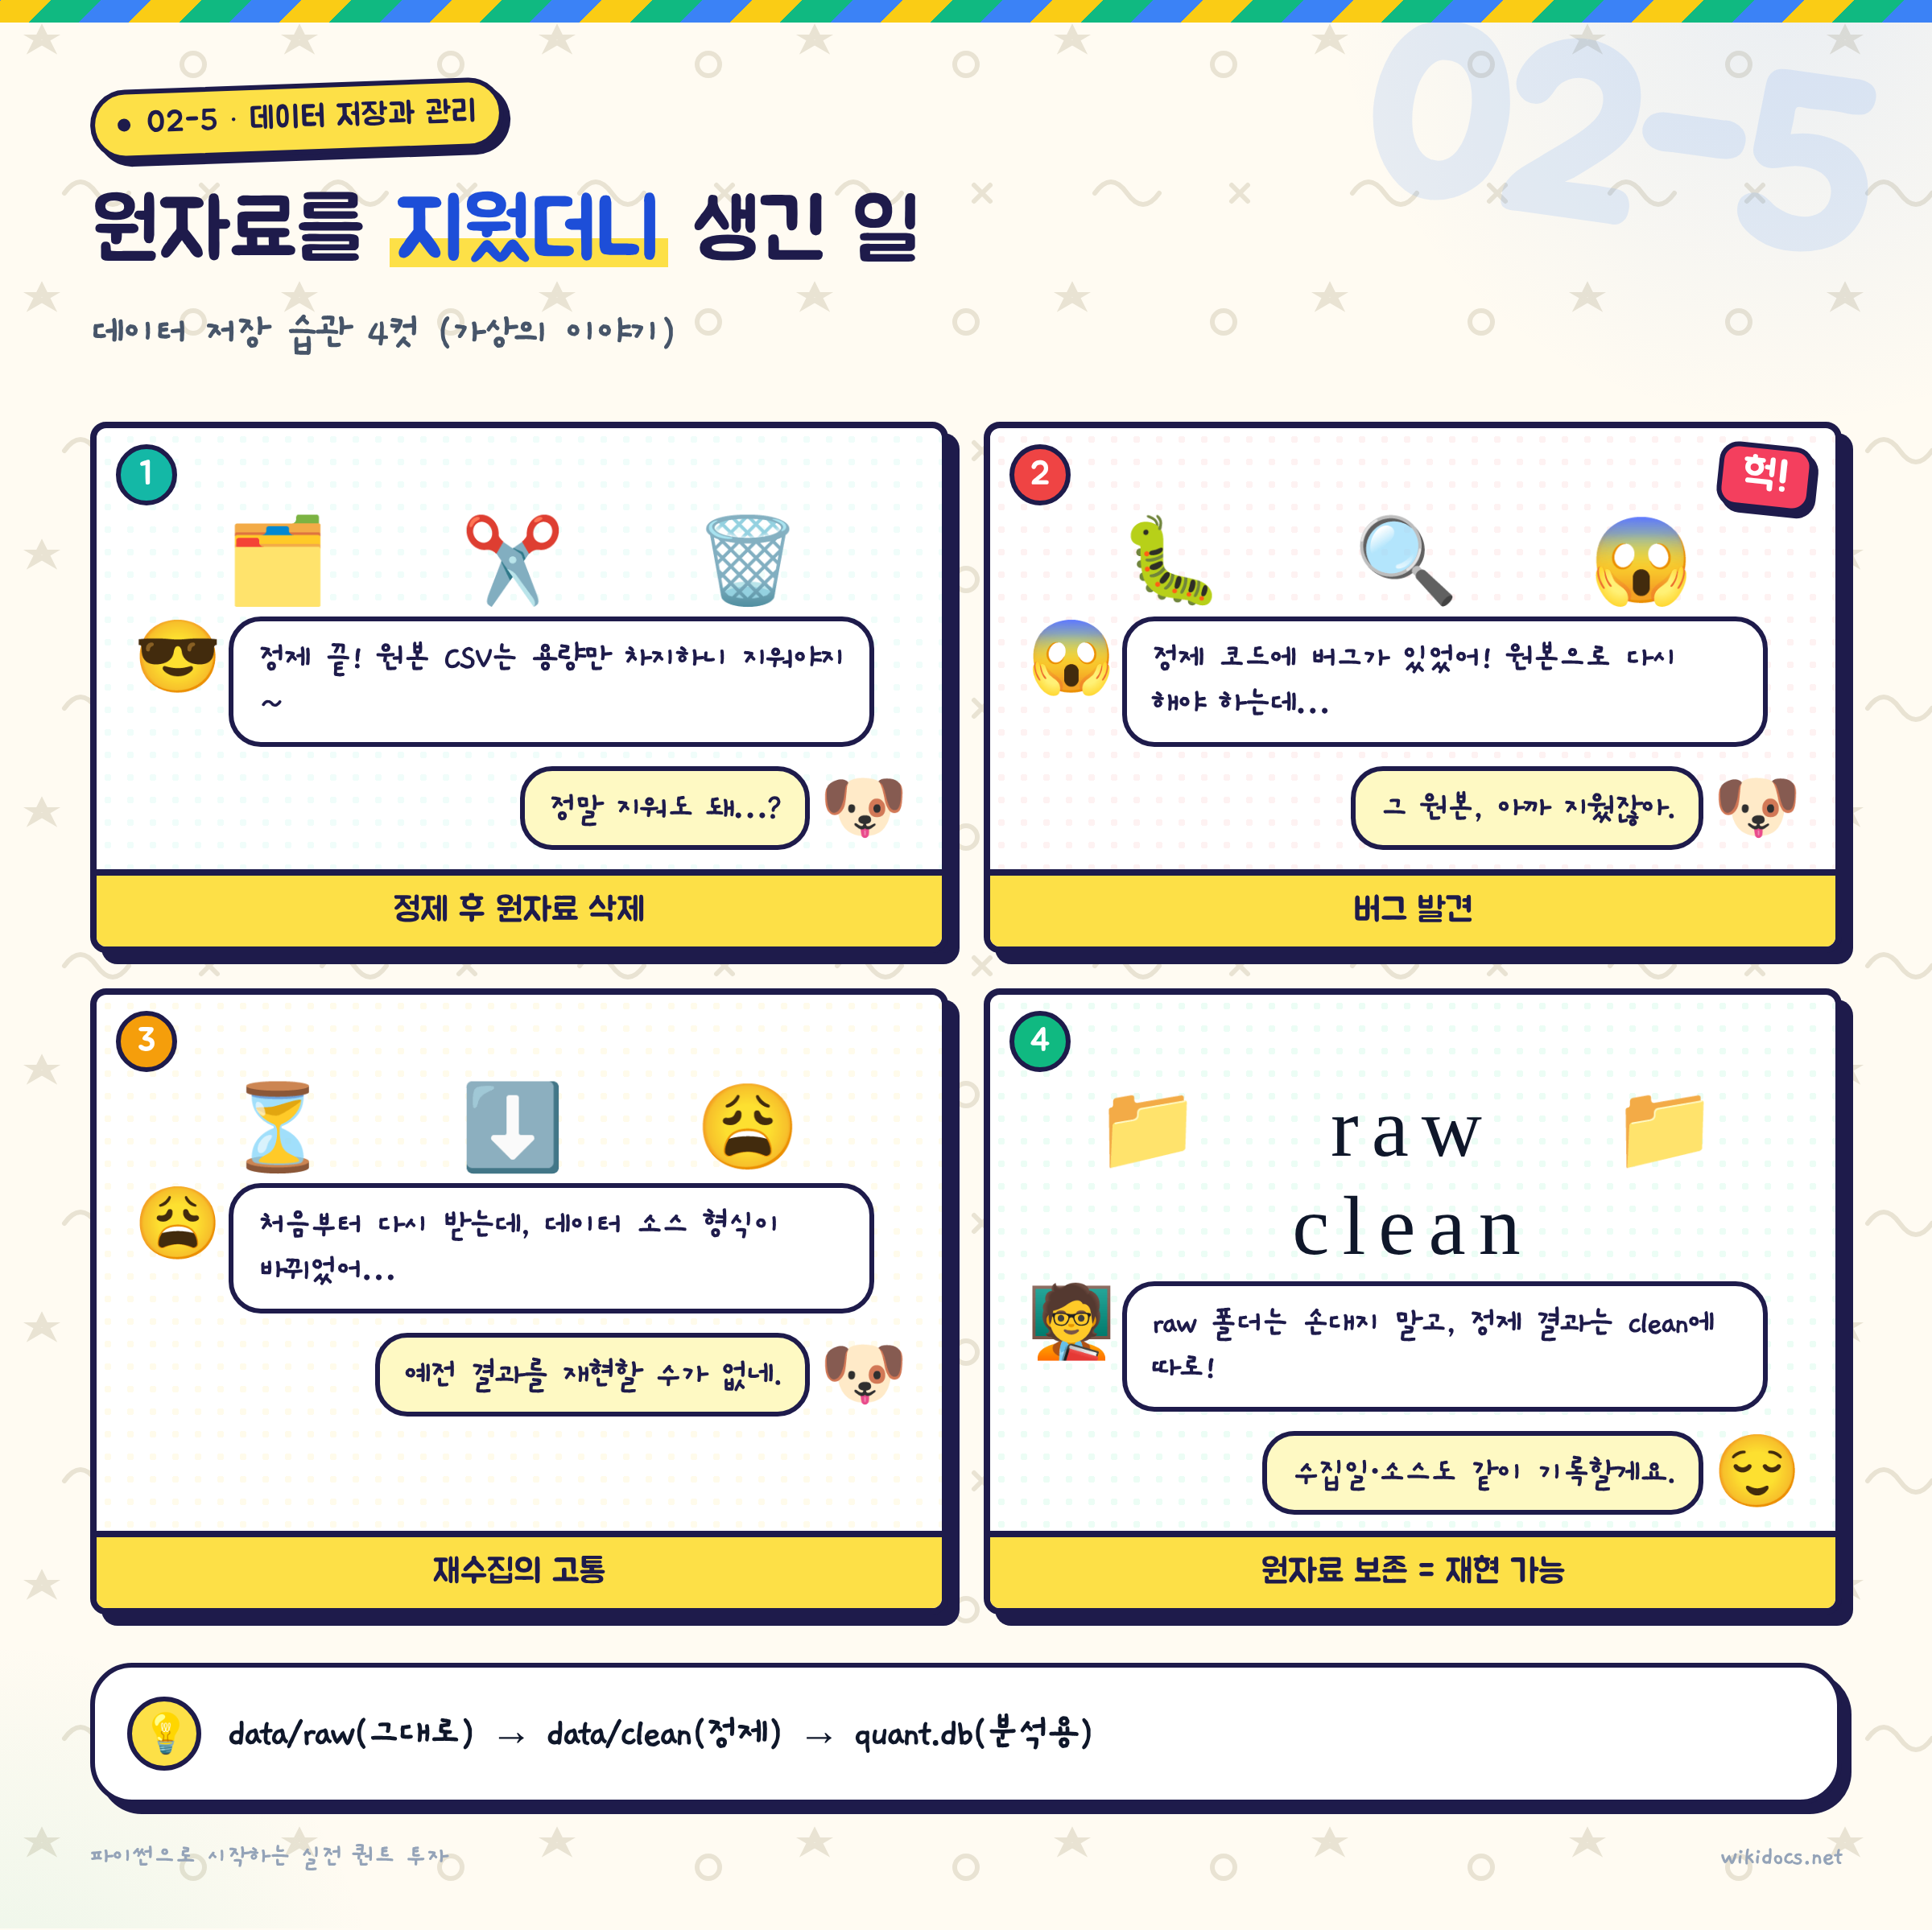 02-5
02-5 · 데이터 저장과 관리
원자료를 지웠더니 생긴 일
데이터 저장 습관 4컷 (가상의 이야기)
1
정제 끝! 원본 CSV는 용량만 차지하니 지워야지
~
정말 지워도 돼...?
정제 후 원자료 삭제
2
헉!
정제 코드에 버그가 있었어! 원본으로 다시
해야 하는데...
그 원본, 아까 지웠잖아.
버그 발견
3
처음부터 다시 받는데, 데이터 소스 형식이
바뀌었어...
예전 결과를 재현할 수가 없네.
재수집의 고통
4
raw
clean
raw 폴더는 손대지 말고, 정제 결과는 clean에
따로!
수집일·소스도 같이 기록할게요.
원자료 보존 = 재현 가능
data/raw(그대로) → data/clean(정제) → quant.db(분석용)
파이썬으로 시작하는 실전 퀀트 투자
wikidocs.net